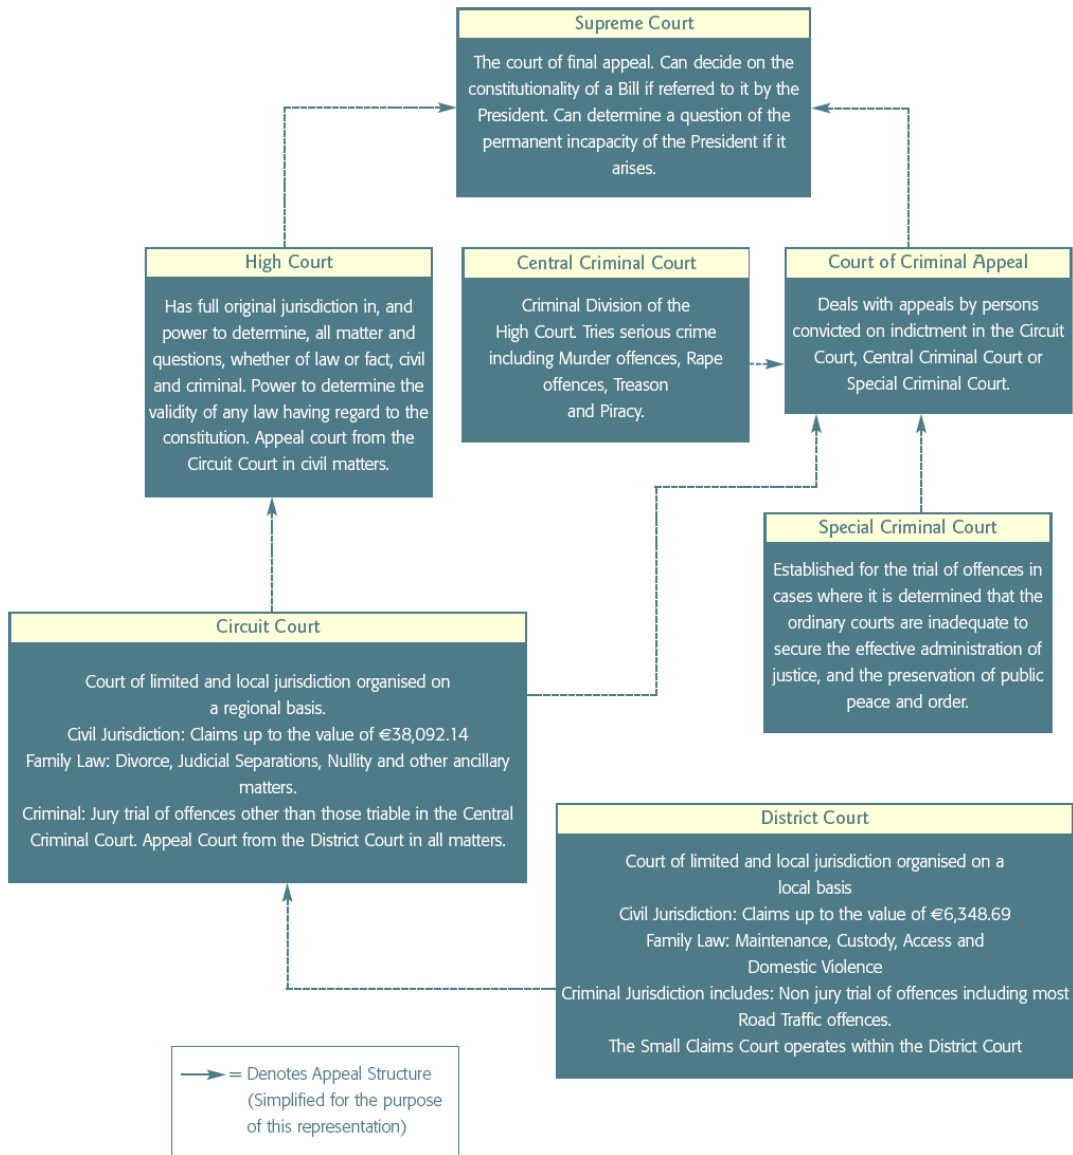 Supreme Court
The court of final appeal. Can decide on the
constitutionality of a Bill if referred to it by the
President. Can determine a question of the
permanent incapacity of the President if it
arises.
High Court
Has full original jurisdiction in, and
power to determine, all matter and
questions, whether of law or fact, civil
and criminal. Power to determine the
validity of any law having regard to the
constitution. Appeal court from the
Circuit Court in civil matters.
Central Criminal Court
Criminal Division of the
High Court. Tries serious crime
including Murder offences, Rape
offences, Treason
and Piracy.
Court of Criminal Appeal
Deals with appeals by persons
convicted on indictment in the Circuit
Court, Central Criminal Court or
Special Criminal Court.
Special Criminal Court
Established for the trial of offences in
cases where it is determined that the
ordinary courts are inadequate to
secure the effective administration of
justice, and the preservation of public
peace and order.
Circuit Court
Court of limited and local jurisdiction organised on
a regional basis.
Civil Jurisdiction: Claims up to the value of €38,092.14
Family Law: Divorce, Judicial Separations, Nullity and other ancillary
matters.
Criminal: Jury trial of offences other than those triable in the Central
Criminal Court. Appeal Court from the District Court in all matters.
District Court
Court of limited and local jurisdiction organised on a
local basis
Civil Jurisdiction: Claims up to the value of €6,348.69
Family Law: Maintenance, Custody, Access and
Domestic Violence
Criminal Jurisdiction includes: Non jury trial of offences including most
Road Traffic offences.
The Small Claims Court operates within the District Court
= Denotes Appeal Structure
(Simplified for the purpose
of this representation)